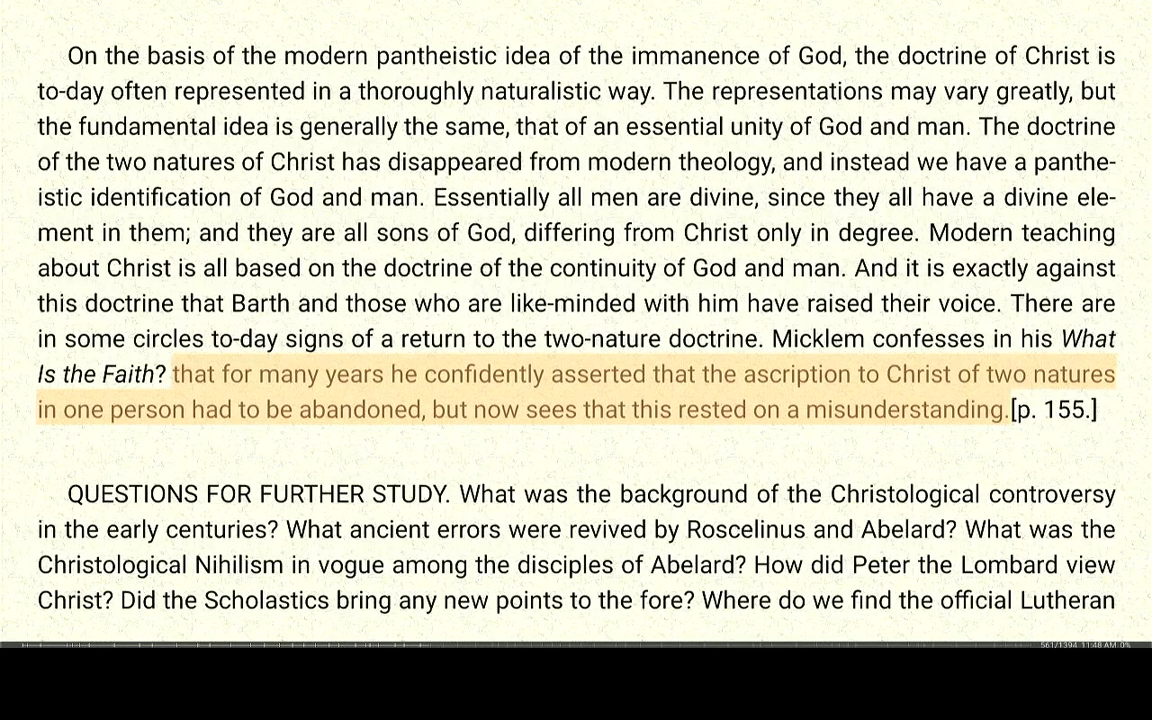 On the basis of the modern pantheistic idea of the immanence of God, the doctrine of Christ is
to-day often represented in a thoroughly naturalistic way. The representations may vary greatly, but
the fundamental idea is generally the same, that of an essential unity of God and man. The doctrine
of the two natures of Christ has disappeared from modern theology, and instead we have a panthe-
istic identification of God and man. Essentially all men are divine, since they all have a divine ele-
ment in them; and they are all sons of God, differing from Christ only in degree. Modern teaching
about Christ is all based on the doctrine of the continuity of God and man. And it is exactly against
this doctrine that Barth and those who are like-minded with him have raised their voice. There are
in some circles to-day signs of a return to the two-nature doctrine. Micklem confesses in his What
Is the Faith? that for many years he confidently asserted that the ascription to Christ of two natures
in one person had to be abandoned, but now sees that this rested on a misunderstanding.[p. 155.]
QUESTIONS FOR FURTHER STUDY. What was the background of the Christological controversy
in the early centuries? What ancient errors were revived by Roscelinus and Abelard? What was the
Christological Nihilism in vogue among the disciples of Abelard? How did Peter the Lombard view
Christ? Did the Scholastics bring any new points to the fore? Where do we find the official Lutheran
561/1394 11:48 AM 0%